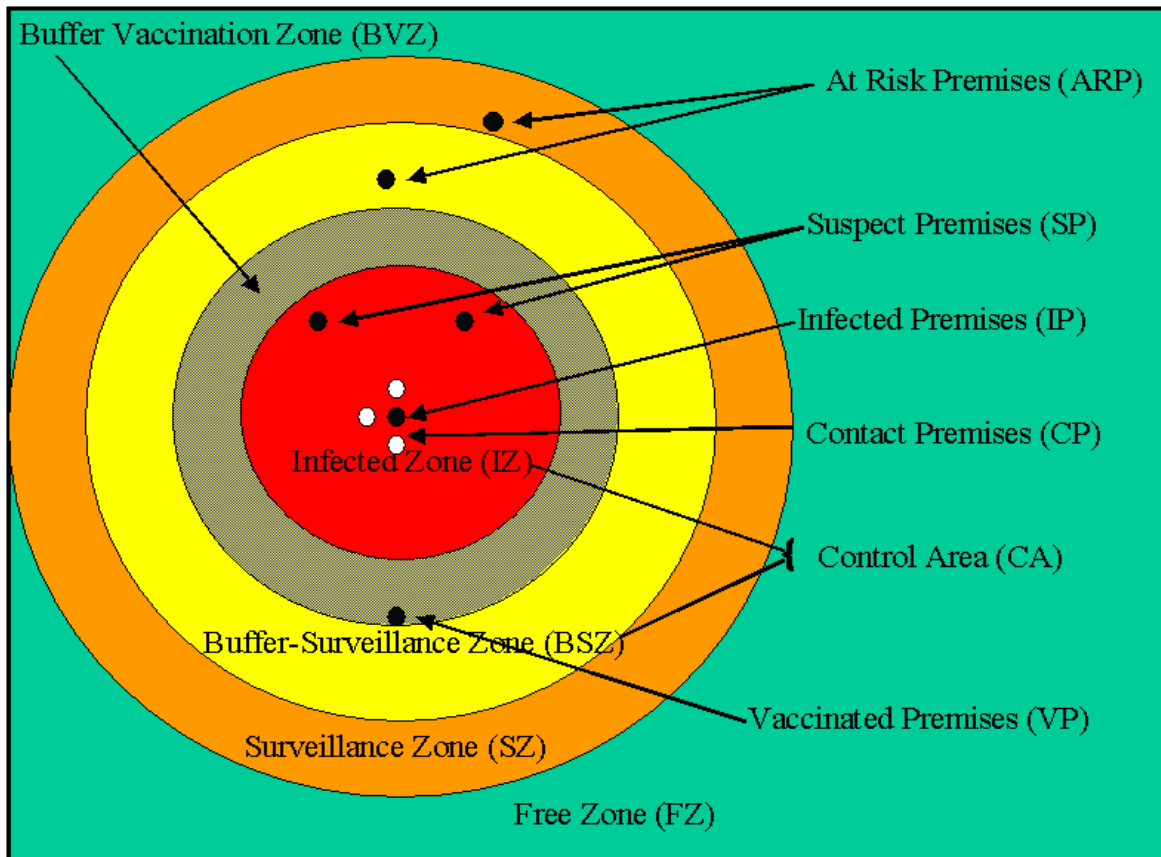 Buffer Vaccination Zone (BVZ)
At Risk Premises (ARP)
Suspect Premises (SP)
Infected Premises (IP)
Contact Premises (CP)
Infected Zone (IZ)
Control Area (CA)
Buffer-Surveillance Zone (BSZ)
Vaccinated Premises (VP)
Surveillance Zone (SZ)
Free Zone (FZ)